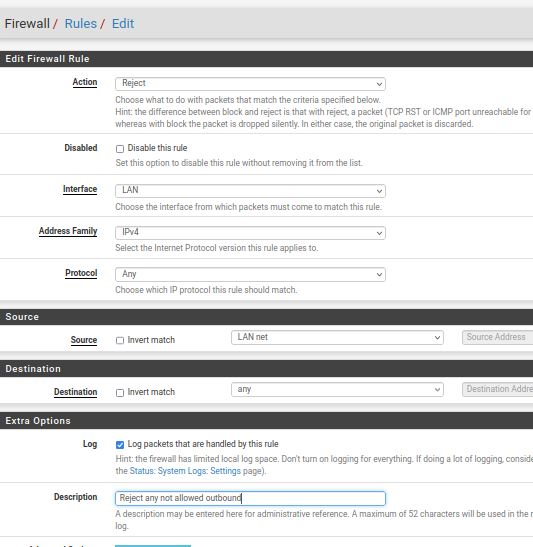 Firewall / Rules / Edit
Edit Firewall Rule
Action
Reject
Choose what to do with packets that match the criteria specified below.
Hint: the difference between block and reject is that with reject, a packet (TCP RST or ICMP port unreachable for
whereas with block the packet is dropped silently. In either case, the original packet is discarded.
Disabled
Disable this rule
Set this option to disable this rule without removing it from the list.
Interface
LAN
Choose the interface from which packets must come to match this rule.
Address Family
IPv4
Select the Internet Protocol version this rule applies to.
Protocol
Any
Choose which IP protocol this rule should match.
Source
Source Invert match LAN net Source Address
Destination
Destination Invert match any Destination Addre
Extra Options
Log
Log packets that are handled by this rule
Hint: the firewall has limited local log space. Don't turn on logging for everything. If doing a lot of logging, conside
the Status: System Logs: Settings page).
Description
Reject any not allowed outbound
A description may be entered here for administrative reference. A maximum of 52 characters will be used in the r
log.